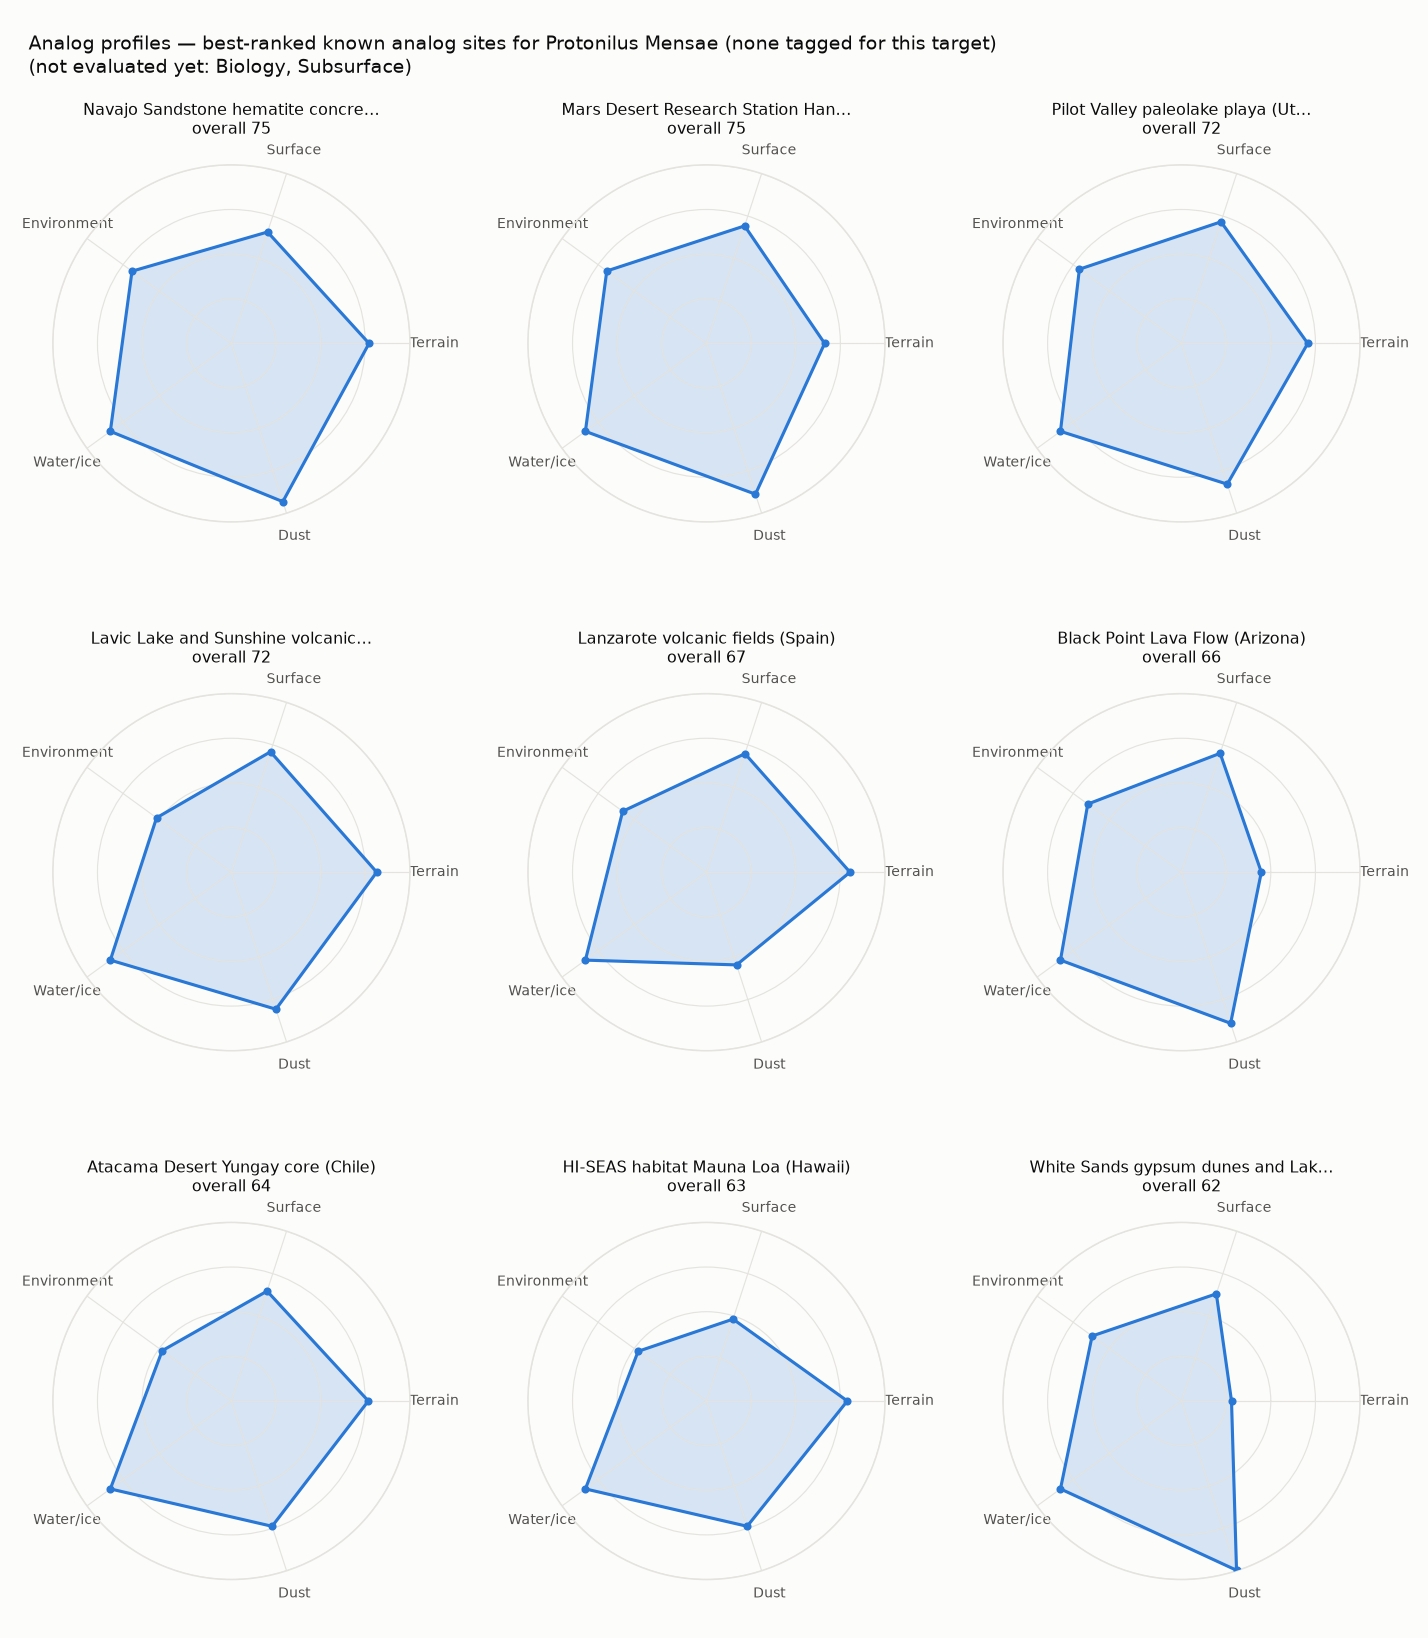 Analog profiles — best-ranked known analog sites for Protonilus Mensae (none tagged for this target)
(not evaluated yet: Biology, Subsurface)
Navajo Sandstone hematite concre...
overall 75
Surface
Environment
Terrain
Water/ice
Dust
Mars Desert Research Station Han...
overall 75
Surface
Environment
Terrain
Water/ice
Dust
Pilot Valley paleolake playa (Ut...
overall 72
Surface
Environment
Terrain
Water/ice
Dust
Lavic Lake and Sunshine volcanic...
overall 72
Surface
Environment
Terrain
Water/ice
Dust
Lanzarote volcanic fields (Spain)
overall 67
Surface
Environment
Terrain
Water/ice
Dust
Black Point Lava Flow (Arizona)
overall 66
Surface
Environment
Terrain
Water/ice
Dust
Atacama Desert Yungay core (Chile)
overall 64
Surface
Environment
Terrain
Water/ice
Dust
HI-SEAS habitat Mauna Loa (Hawaii)
overall 63
Surface
Environment
Terrain
Water/ice
Dust
White Sands gypsum dunes and Lak...
overall 62
Surface
Environment
Terrain
Water/ice
Dust